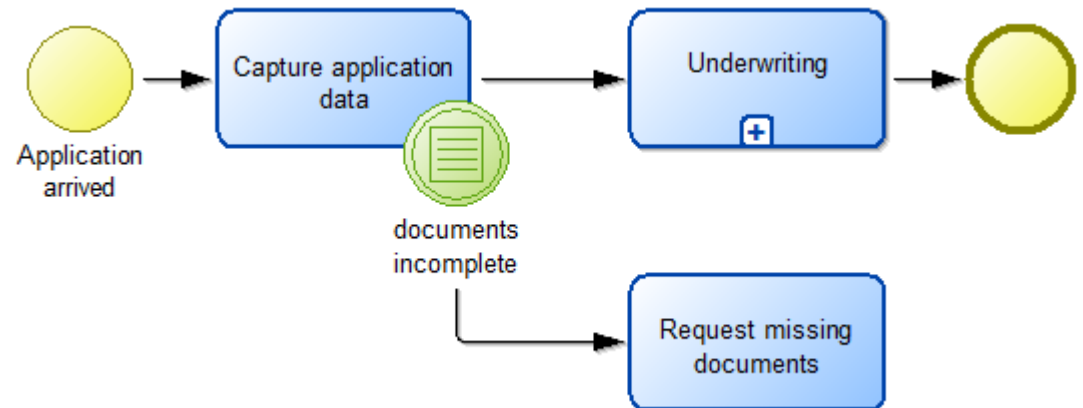 Application
arrived
Capture application
data
documents
incomplete
Underwriting
Request missing
documents